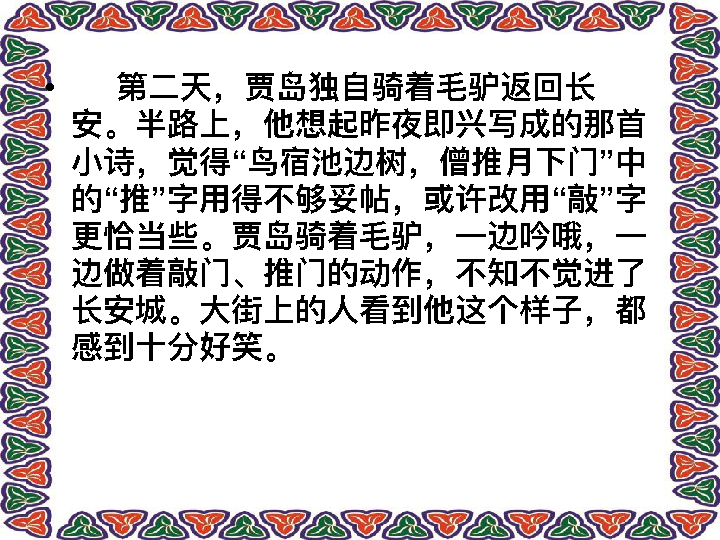 • 第二天，贾岛独自骑着毛驴返回长
安。半路上，他想起昨夜即兴写成的那首
小诗，觉得“鸟宿池边树，僧推月下门”中
的“推”字用得不够妥帖，或许改用“敲”字
更恰当些。贾岛骑着毛驴，一边吟哦，一
边做着敲门、推门的动作，不知不觉进了
长安城。大街上的人看到他这个样子，都
感到十分好笑。